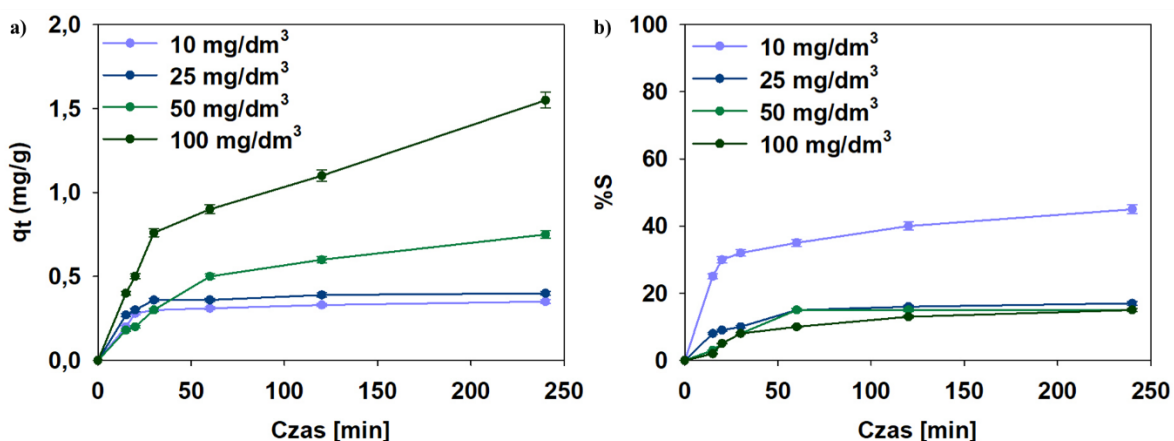 a)
2,0
1,5
1,0
0,5
0,0
qt (mg/g)
10 mg/dm³
25 mg/dm³
50 mg/dm³
100 mg/dm³
0 50 100 150 200 250
Czas [min]
b)
100
80
60
40
20
0
%S
10 mg/dm³
25 mg/dm³
50 mg/dm³
100 mg/dm³
0 50 100 150 200 250
Czas [min]